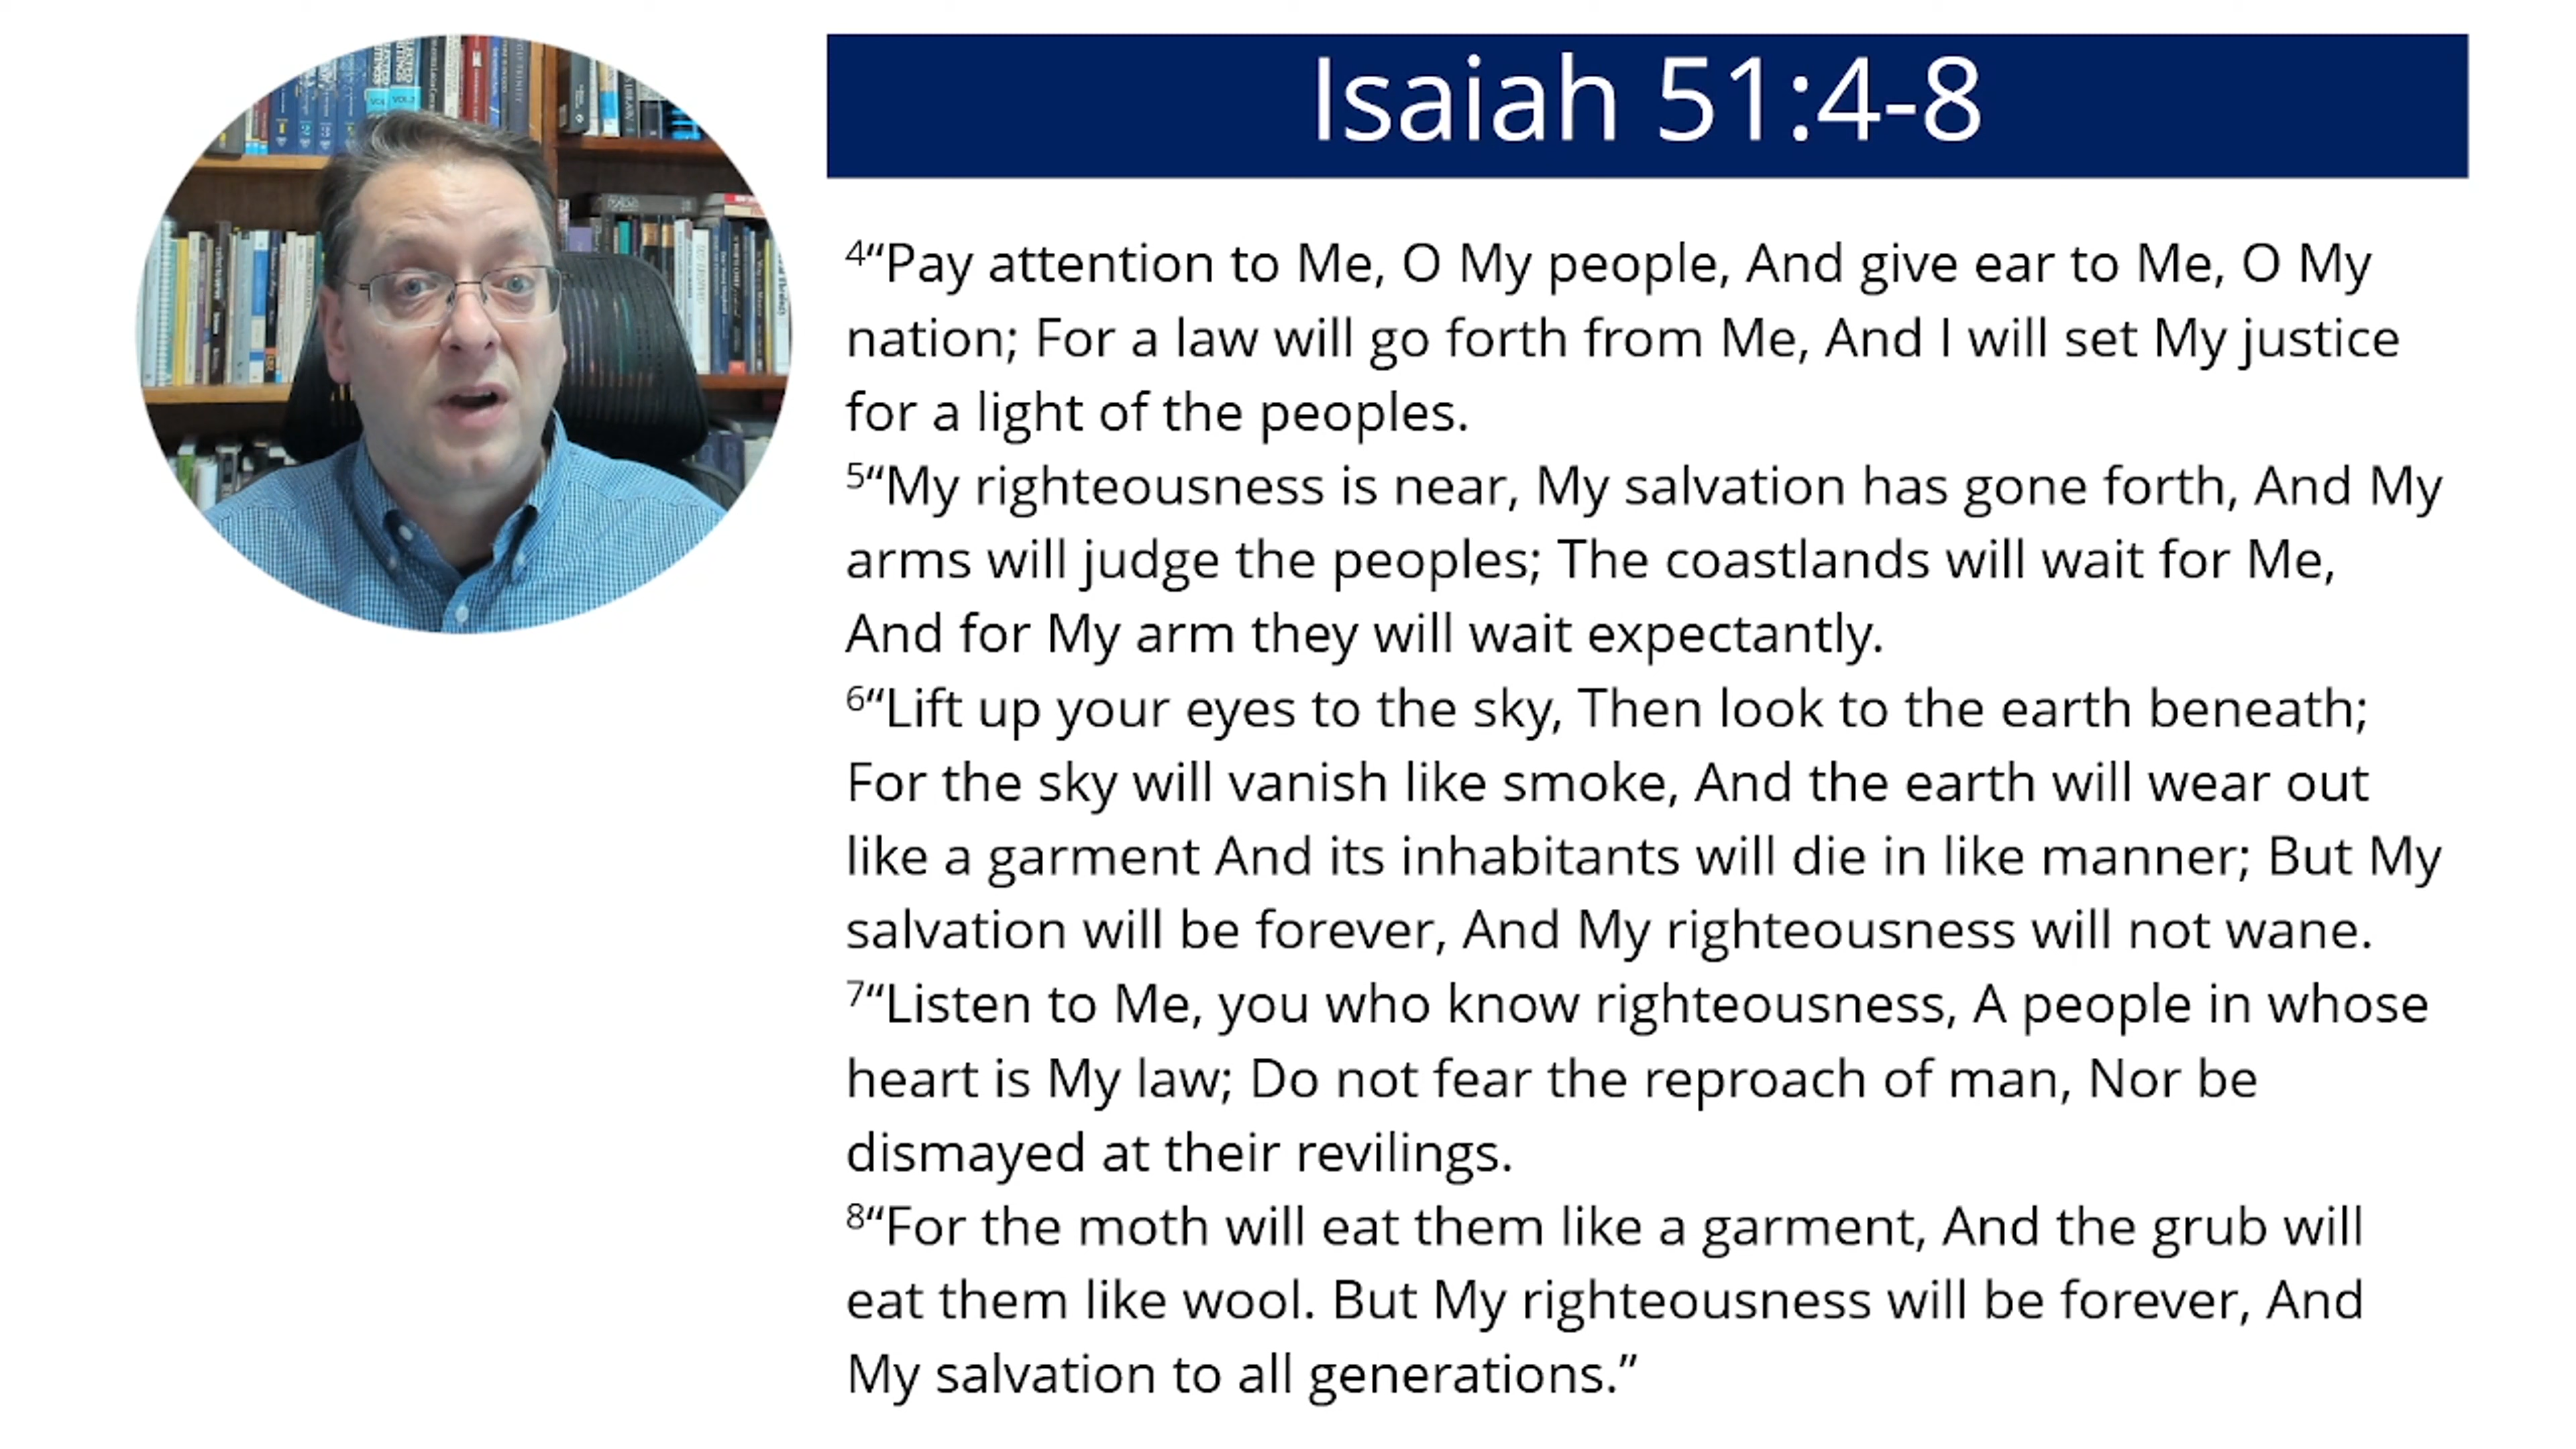 Isaiah 51:4-8
4“Pay attention to Me, O My people, And give ear to Me, O My
nation; For a law will go forth from Me, And I will set My justice
for a light of the peoples.
5“My righteousness is near, My salvation has gone forth, And My
arms will judge the peoples; The coastlands will wait for Me,
And for My arm they will wait expectantly.
6“Lift up your eyes to the sky, Then look to the earth beneath;
For the sky will vanish like smoke, And the earth will wear out
like a garment And its inhabitants will die in like manner; But My
salvation will be forever, And My righteousness will not wane.
7“Listen to Me, you who know righteousness, A people in whose
heart is My law; Do not fear the reproach of man, Nor be
dismayed at their revilings.
8“For the moth will eat them like a garment, And the grub will
eat them like wool. But My righteousness will be forever, And
My salvation to all generations.”